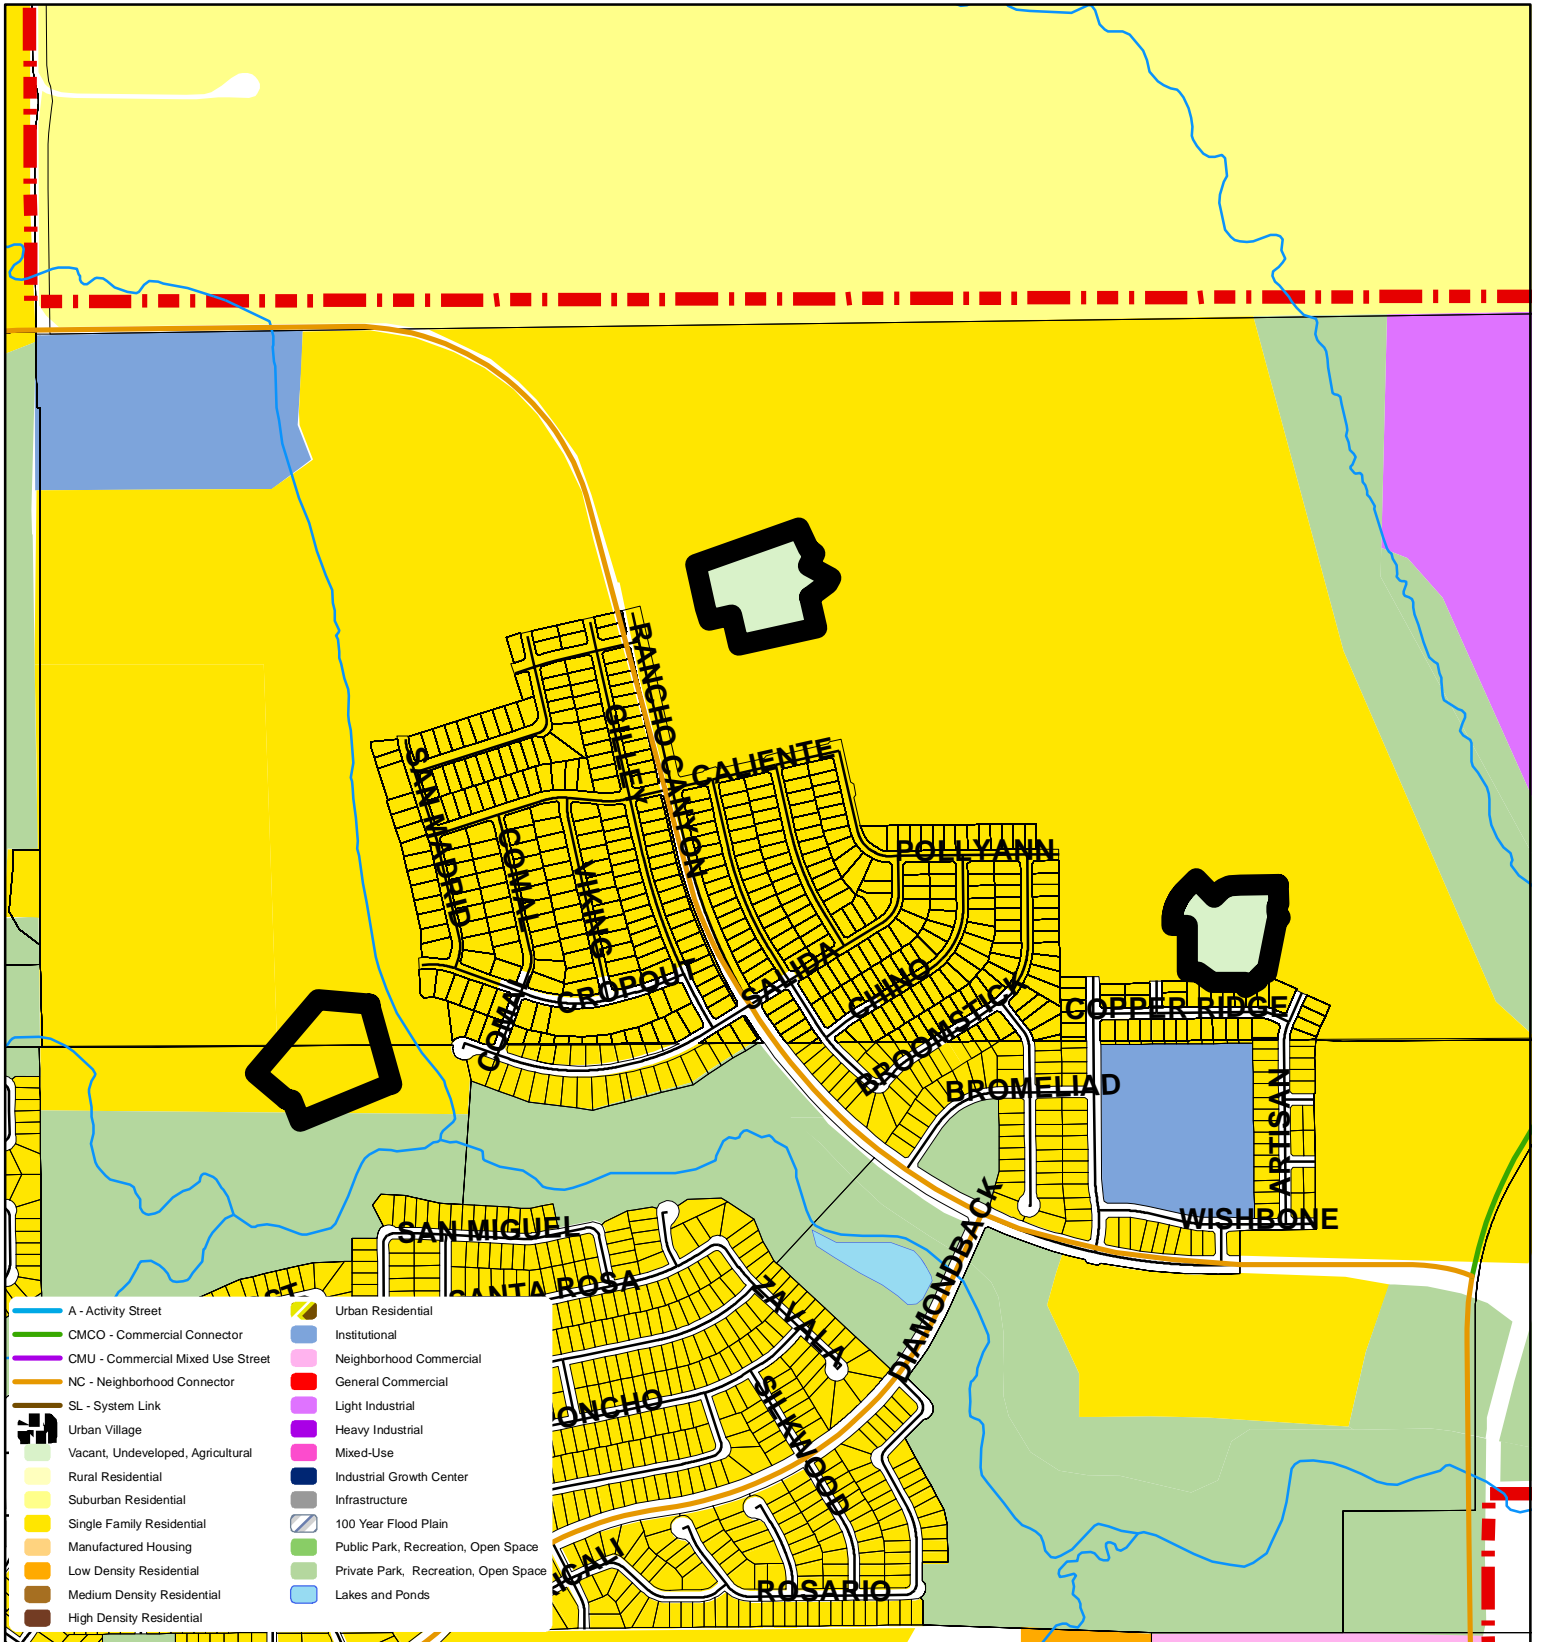 RANCHO CANYON
GILLEY
CALIENTE
SAN MADRID
COMAL
VIKING
POLLYANN
CROPOUT
SALIDA
CHINO
BROOMSTICK
COPPER RIDGE
COMAL
BROMELIAD
ARTISAN
WISHBONE
DIAMONDBACK
SAN MIGUEL
SANTA ROSA
CT
ZAVALA
PONCHO
SILKWOOD
ICALI
ROSARIO
A - Activity Street
CMCO - Commercial Connector
CMU - Commercial Mixed Use Street
NC - Neighborhood Connector
SL - System Link
Urban Village
Vacant, Undeveloped, Agricultural
Rural Residential
Suburban Residential
Single Family Residential
Manufactured Housing
Low Density Residential
Medium Density Residential
High Density Residential
Urban Residential
Institutional
Neighborhood Commercial
General Commercial
Light Industrial
Heavy Industrial
Mixed-Use
Industrial Growth Center
Infrastructure
100 Year Flood Plain
Public Park, Recreation, Open Space
Private Park, Recreation, Open Space
Lakes and Ponds